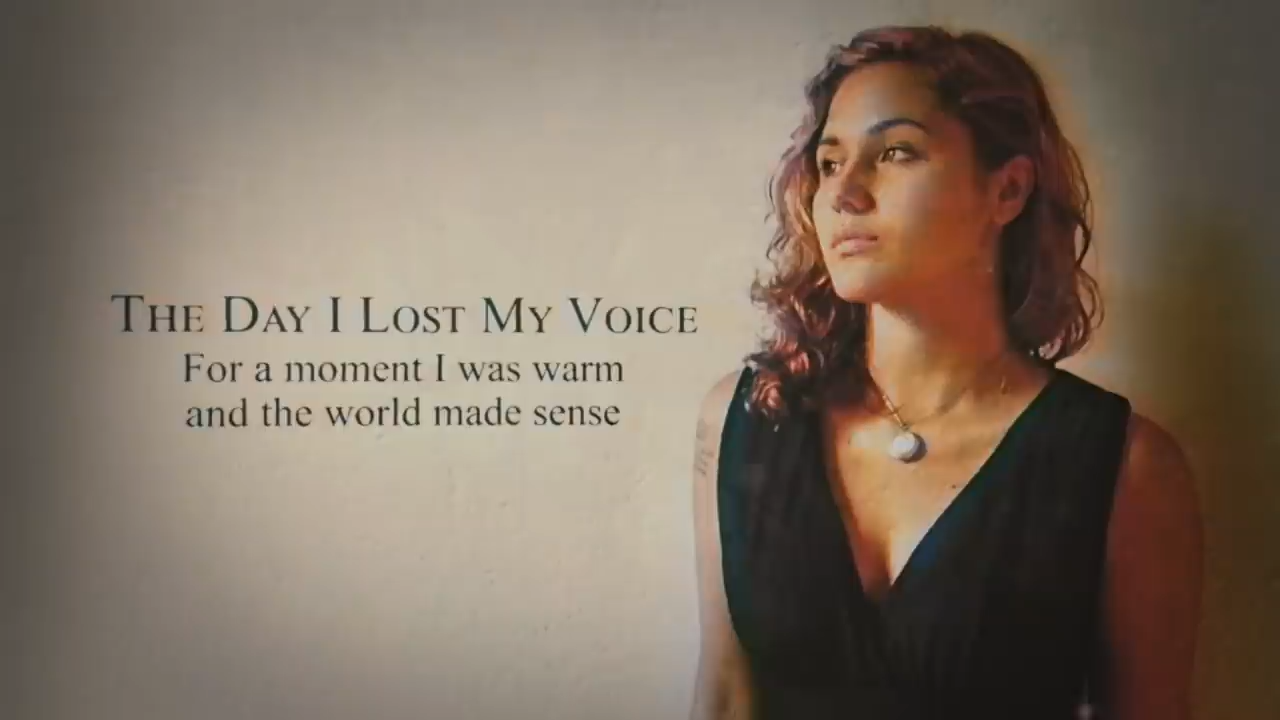 The Day I Lost My Voice
For a moment I was warm
and the world made sense